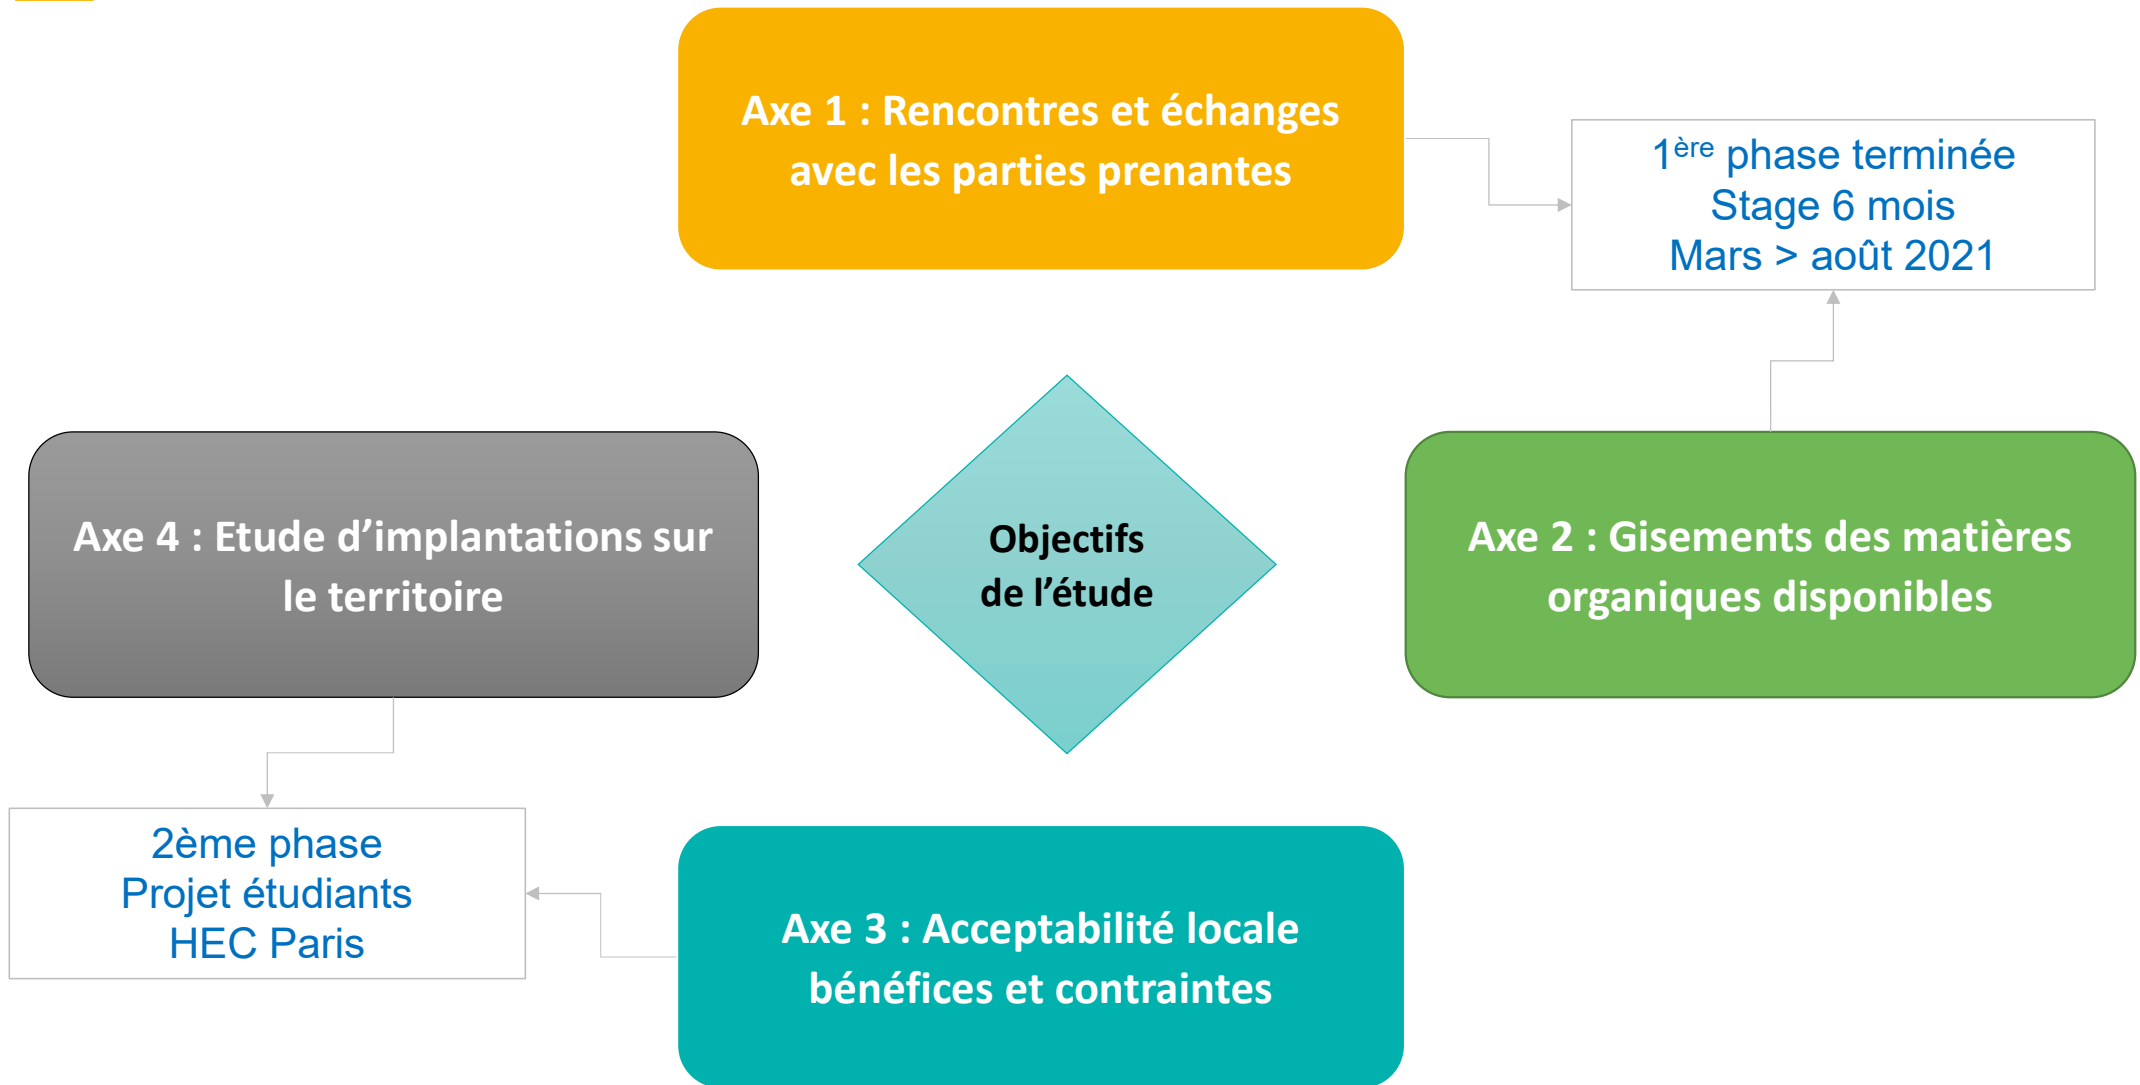 Axe 1 : Rencontres et échanges
avec les parties prenantes
1ère phase terminée
Stage 6 mois
Mars > août 2021
Axe 4 : Etude d’implantations sur
le territoire
Objectifs
de l’étude
Axe 2 : Gisements des matières
organiques disponibles
2ème phase
Projet étudiants
HEC Paris
Axe 3 : Acceptabilité locale
bénéfices et contraintes